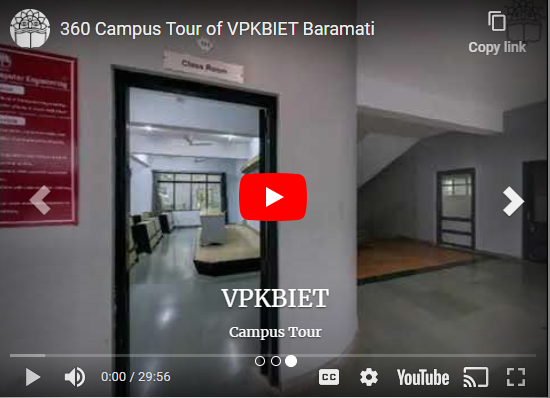 360 Campus Tour of VPKBIET Baramati
Copy link
Class Room
Computer Engineering
VPKBIET
Campus Tour
0:00 / 29:56
CC
YouTube